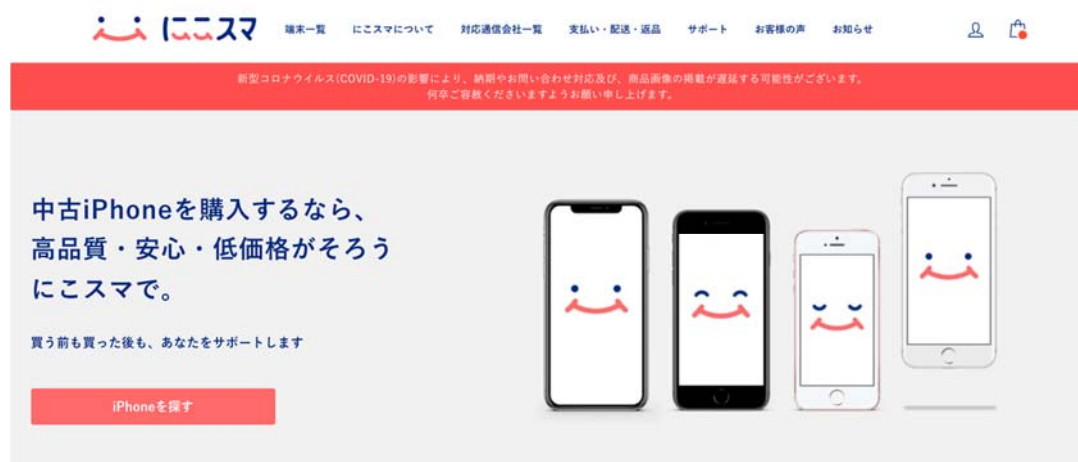 にこスマ
端末一覧
にこスマについて
対応通信会社一覧
支払い・配送・返品
サポート
お客様の声
お知らせ
新型コロナウイルス(COVID-19)の影響により、納期やお問い合わせ対応及び、商品画像の掲載が遅延する可能性がございます。
何卒ご容赦くださいますようお願い申し上げます。
中古iPhoneを購入するなら、
高品質・安心・低価格がそろう
にこスマで。
買う前も買った後も、あなたをサポートします
iPhoneを探す